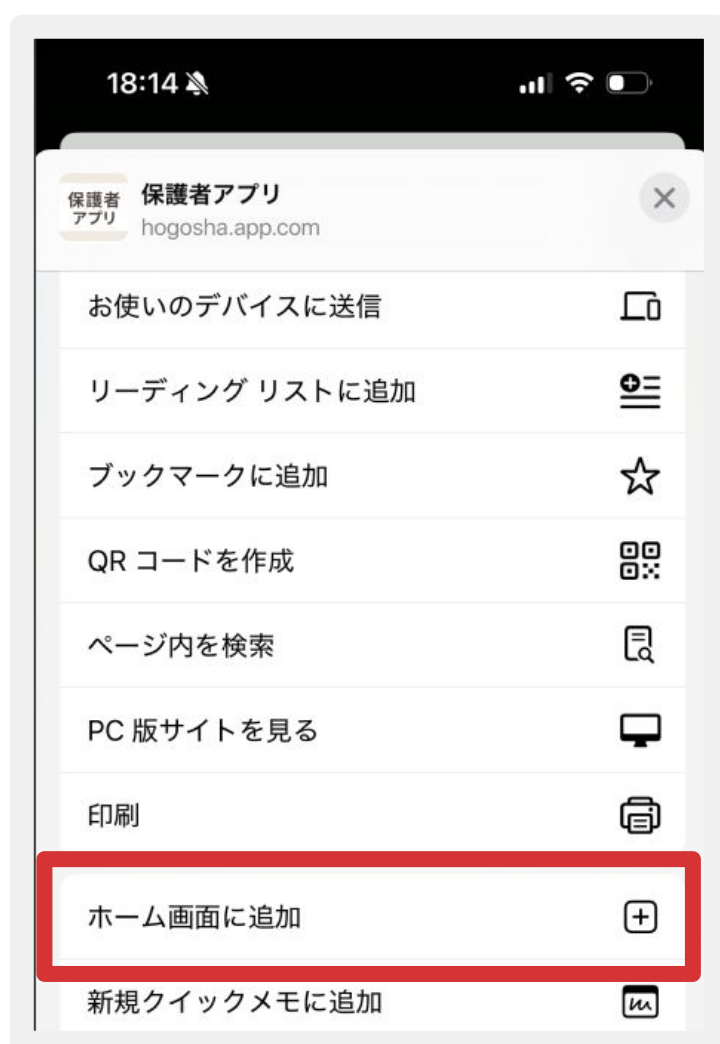 18:14
保護者
アプリ
保護者アプリ
hogosha.app.com
お使いのデバイスに送信
リーディング リストに追加
ブックマークに追加
QR コードを作成
ページ内を検索
PC 版サイトを見る
印刷
ホーム画面に追加
新規クイックメモに追加